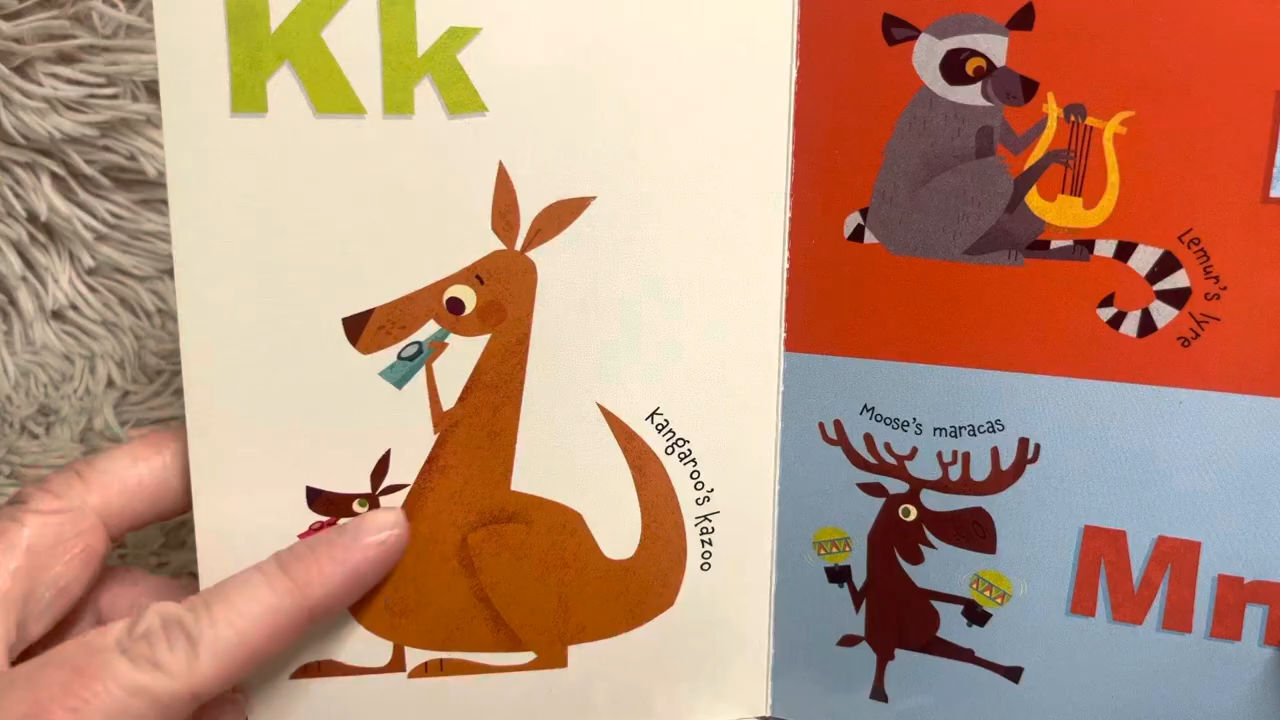 Kk
Kangaroo's kazoo
Lemur's lyre
Moose's maracas
Mm